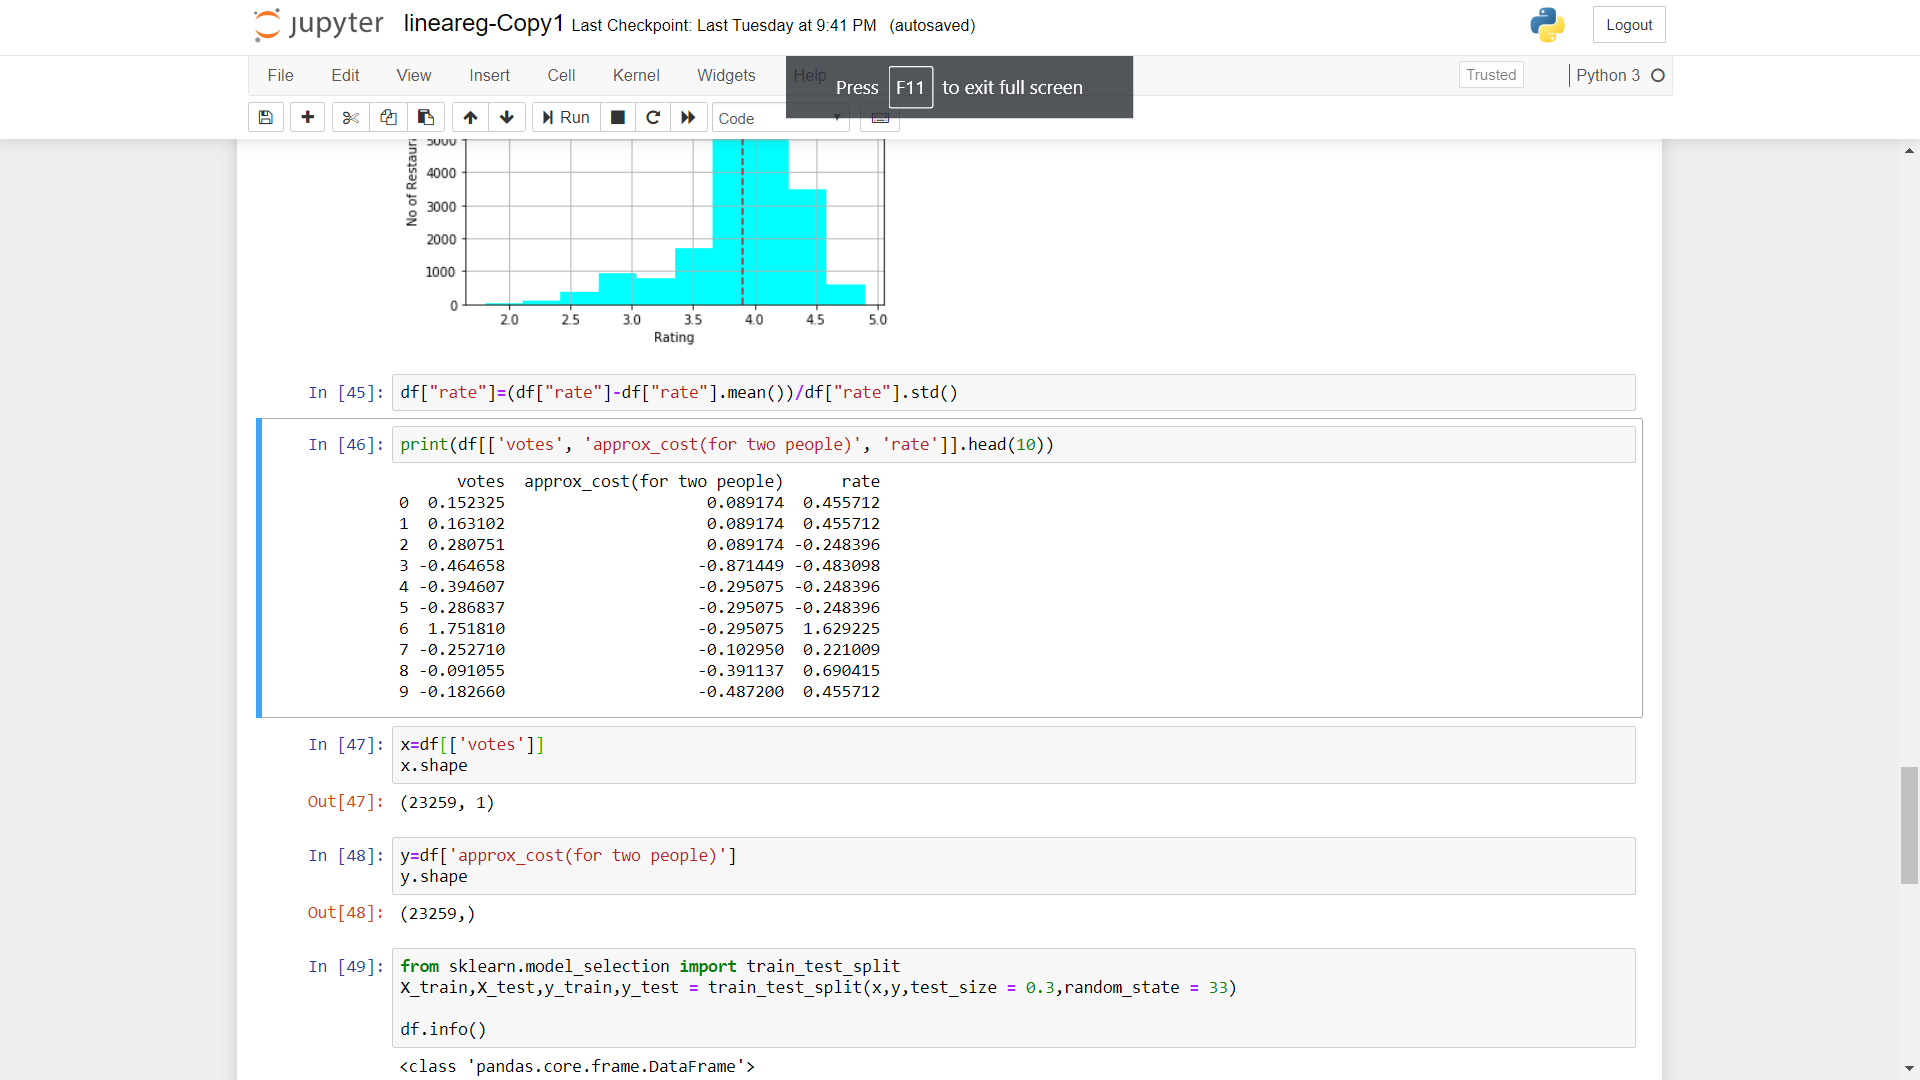 jupyter lineareg-Copy1 Last Checkpoint: Last Tuesday at 9:41 PM (autosaved) Logout
File Edit View Insert Cell Kernel Widgets Help Trusted Python 3
Press F11 to exit full screen
Run Code
5000
4000
3000
2000
1000
0
No of Restaura
2.0 2.5 3.0 3.5 4.0 4.5 5.0
Rating
In [45]: df["rate"]=(df["rate"]-df["rate"].mean())/df["rate"].std()
In [46]: print(df[['votes', 'approx_cost(for two people)', 'rate']].head(10))
votes approx_cost(for two people) rate
0 0.152325 0.089174 0.455712
1 0.163102 0.089174 0.455712
2 0.280751 0.089174 -0.248396
3 -0.464658 -0.871449 -0.483098
4 -0.394607 -0.295075 -0.248396
5 -0.286837 -0.295075 -0.248396
6 1.751810 -0.295075 1.629225
7 -0.252710 -0.102950 0.221009
8 -0.091055 -0.391137 0.690415
9 -0.182660 -0.487200 0.455712
In [47]: x=df[['votes']]
x.shape
Out[47]: (23259, 1)
In [48]: y=df['approx_cost(for two people)']
y.shape
Out[48]: (23259,)
In [49]: from sklearn.model_selection import train_test_split
X_train,X_test,y_train,y_test = train_test_split(x,y,test_size = 0.3,random_state = 33)
df.info()
<class 'pandas.core.frame.DataFrame'>